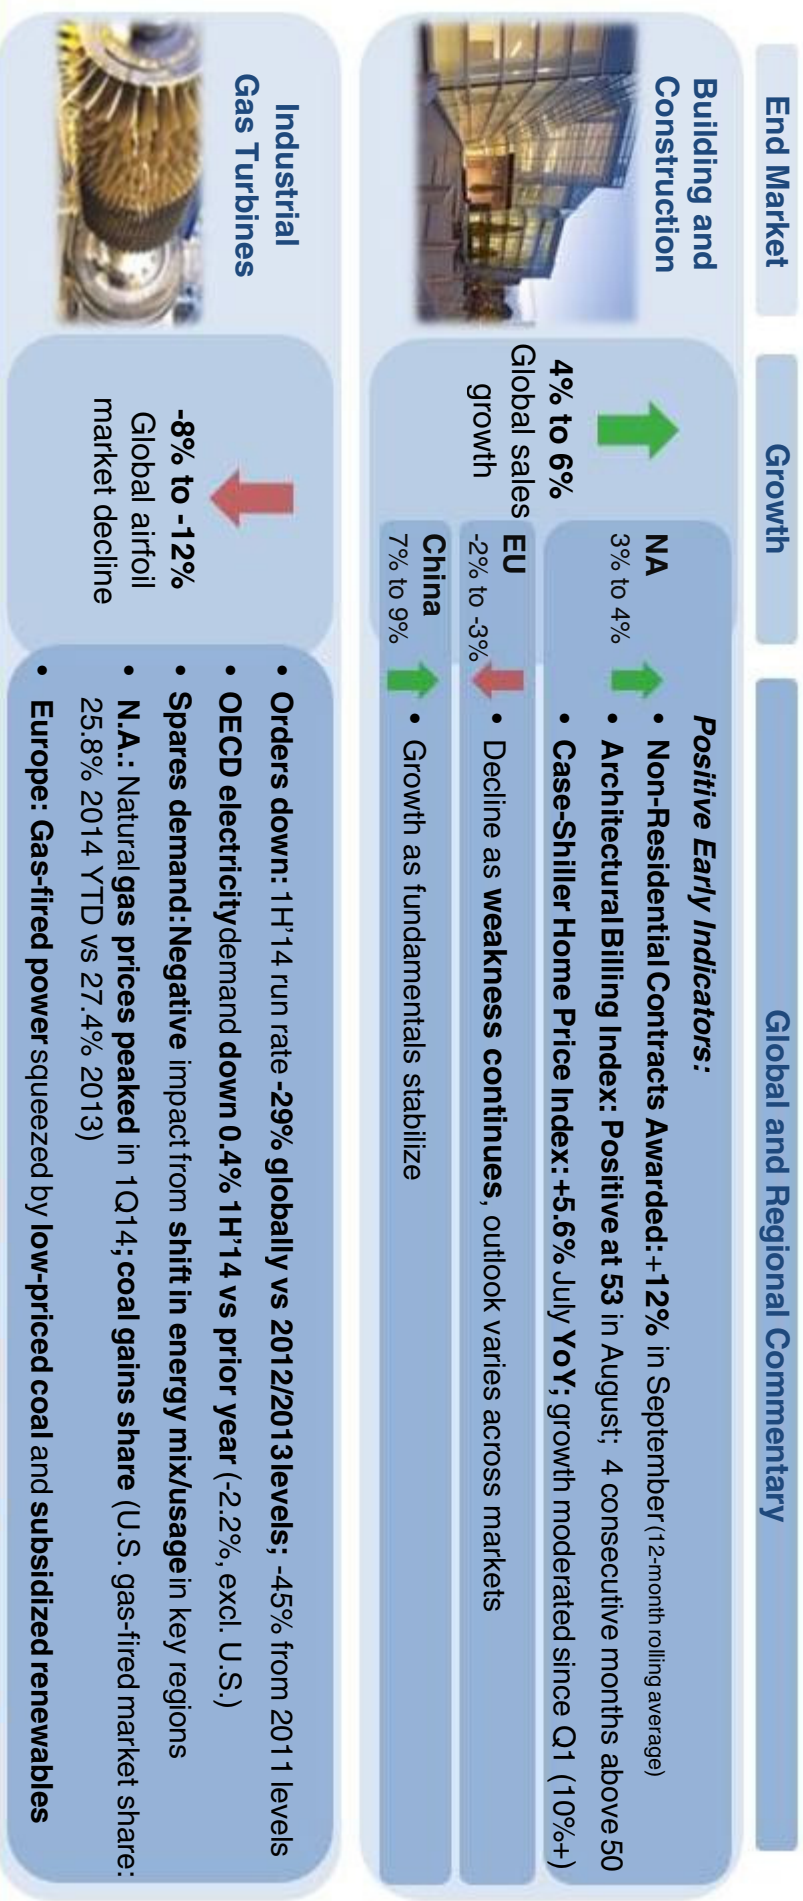 End Market
Growth
Global and Regional Commentary
Building and
Construction
4% to 6%
Global sales
growth
NA
3% to 4%
Positive Early Indicators:
• Non-Residential Contracts Awarded: +12% in September (12-month rolling average)
• Architectural Billing Index: Positive at 53 in August; 4 consecutive months above 50
• Case-Shiller Home Price Index: +5.6% July YoY; growth moderated since Q1 (10%+)
EU
-2% to -3%
• Decline as weakness continues, outlook varies across markets
China
7% to 9%
• Growth as fundamentals stabilize
Industrial
Gas Turbines
-8% to -12%
Global airfoil
market decline
• Orders down: 1H'14 run rate -29% globally vs 2012/2013 levels; -45% from 2011 levels
• OECD electricity demand down 0.4% 1H'14 vs prior year (-2.2%, excl. U.S.)
• Spares demand: Negative impact from shift in energy mix/usage in key regions
• N.A.: Natural gas prices peaked in 1Q14; coal gains share (U.S. gas-fired market share:
25.8% 2014 YTD vs 27.4% 2013)
• Europe: Gas-fired power squeezed by low-priced coal and subsidized renewables